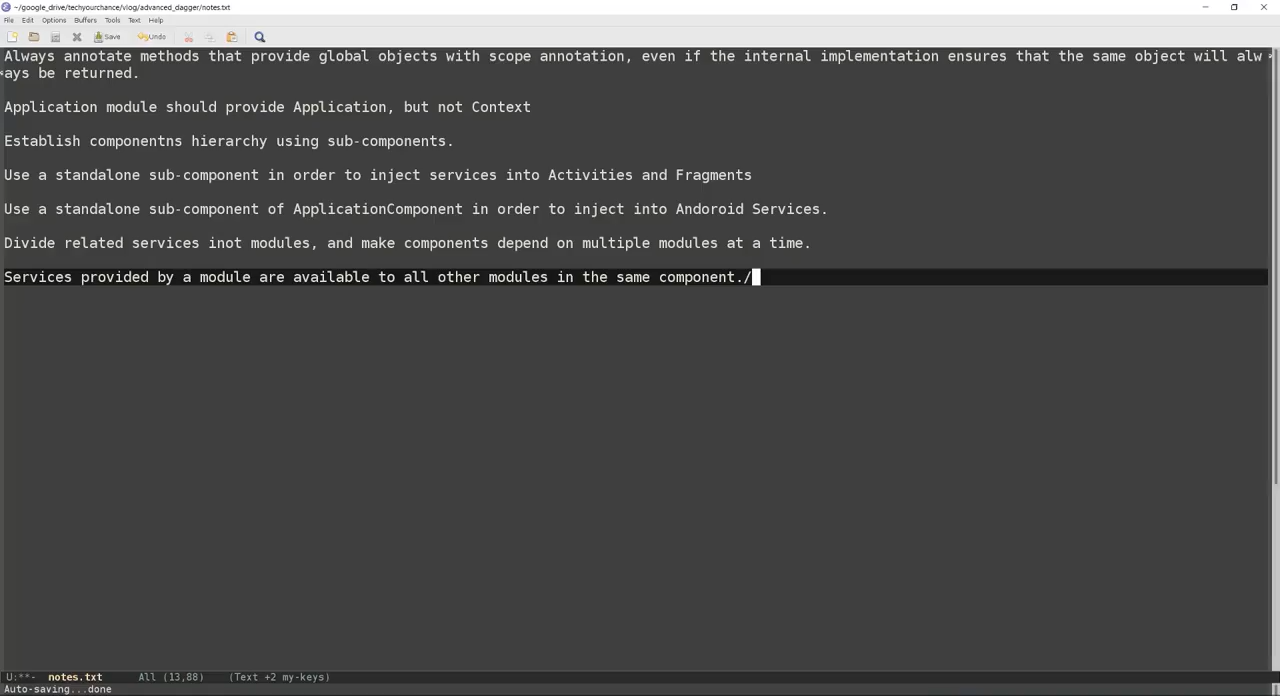 ~/google_drive/techyourchance/vlog/advanced_dagger/notes.txt
File Edit Options Buffers Tools Text Help
Save Undo
Always annotate methods that provide global objects with scope annotation, even if the internal implementation ensures that the same object will alw
ays be returned.
Application module should provide Application, but not Context
Establish componentns hierarchy using sub-components.
Use a standalone sub-component in order to inject services into Activities and Fragments
Use a standalone sub-component of ApplicationComponent in order to inject into Andoroid Services.
Divide related services inot modules, and make components depend on multiple modules at a time.
Services provided by a module are available to all other modules in the same component./
U:**- notes.txt All (13,88) (Text +2 my-keys)
Auto-saving...done